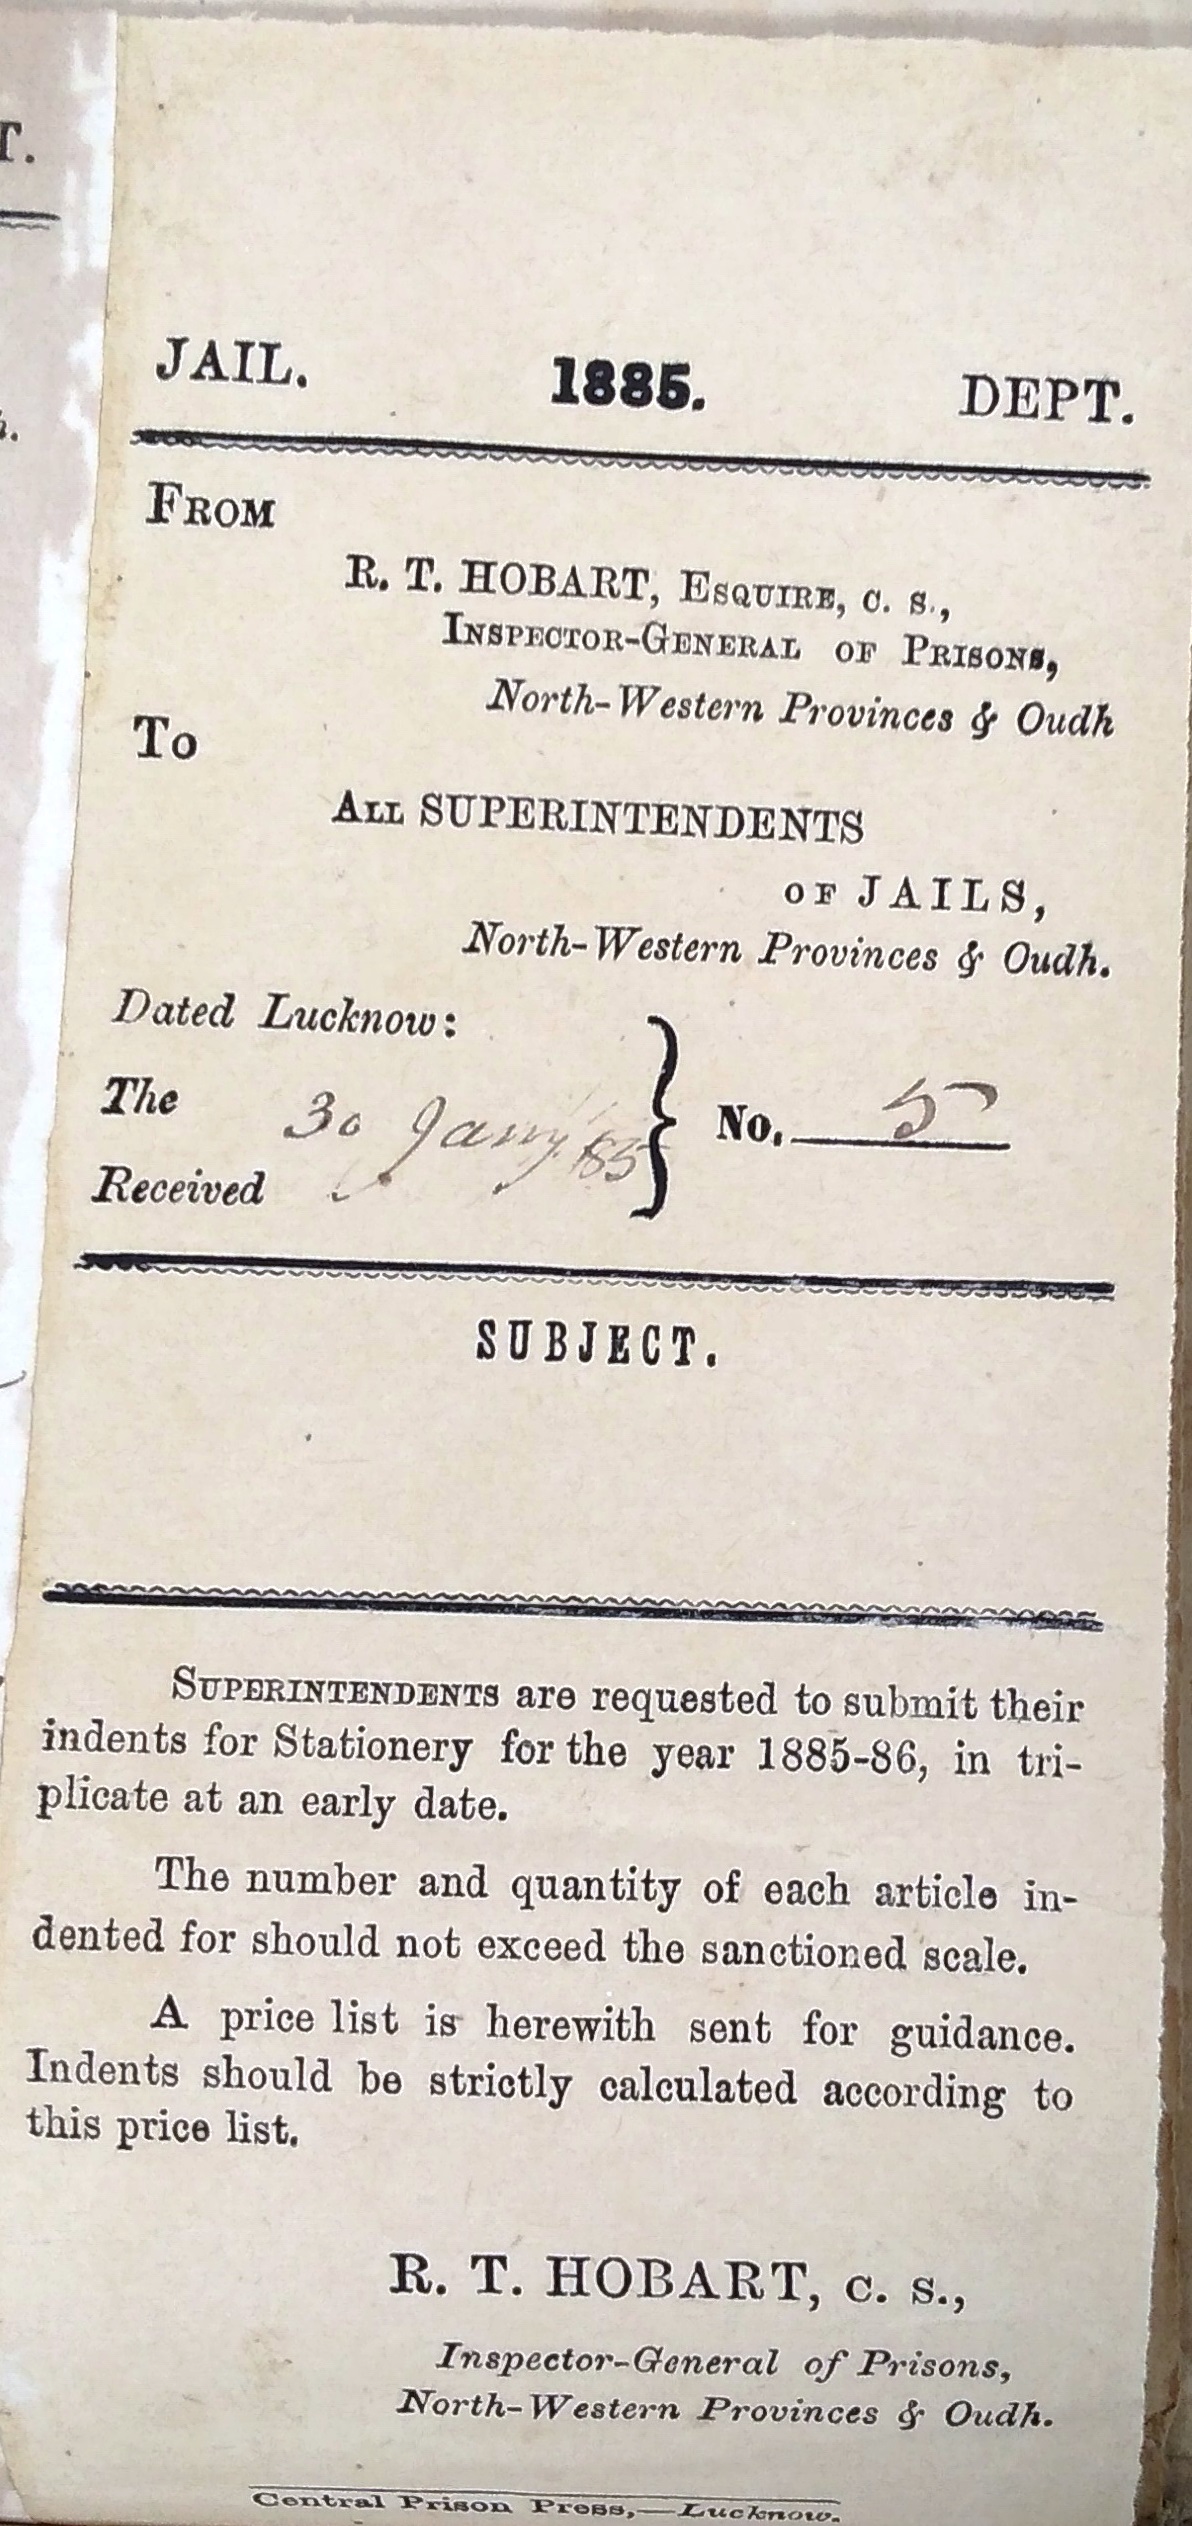 T.
JAIL. 1885. DEPT.
FROM
R. T. HOBART, ESQUIRE, C. S.,
INSPECTOR-GENERAL OF PRISONS,
North-Western Provinces & Oudh
To
ALL SUPERINTENDENTS
OF JAILS,
North-Western Provinces & Oudh.
Dated Lucknow:
The 30 Jany. /85 } No. 5
Received
SUBJECT.
SUPERINTENDENTS are requested to submit their
indents for Stationery for the year 1885-86, in tri-
plicate at an early date.
The number and quantity of each article in-
dented for should not exceed the sanctioned scale.
A price list is herewith sent for guidance.
Indents should be strictly calculated according to
this price list.
R. T. HOBART, C. S.,
Inspector-General of Prisons,
North-Western Provinces & Oudh.
Central Prison Press,—Lucknow.